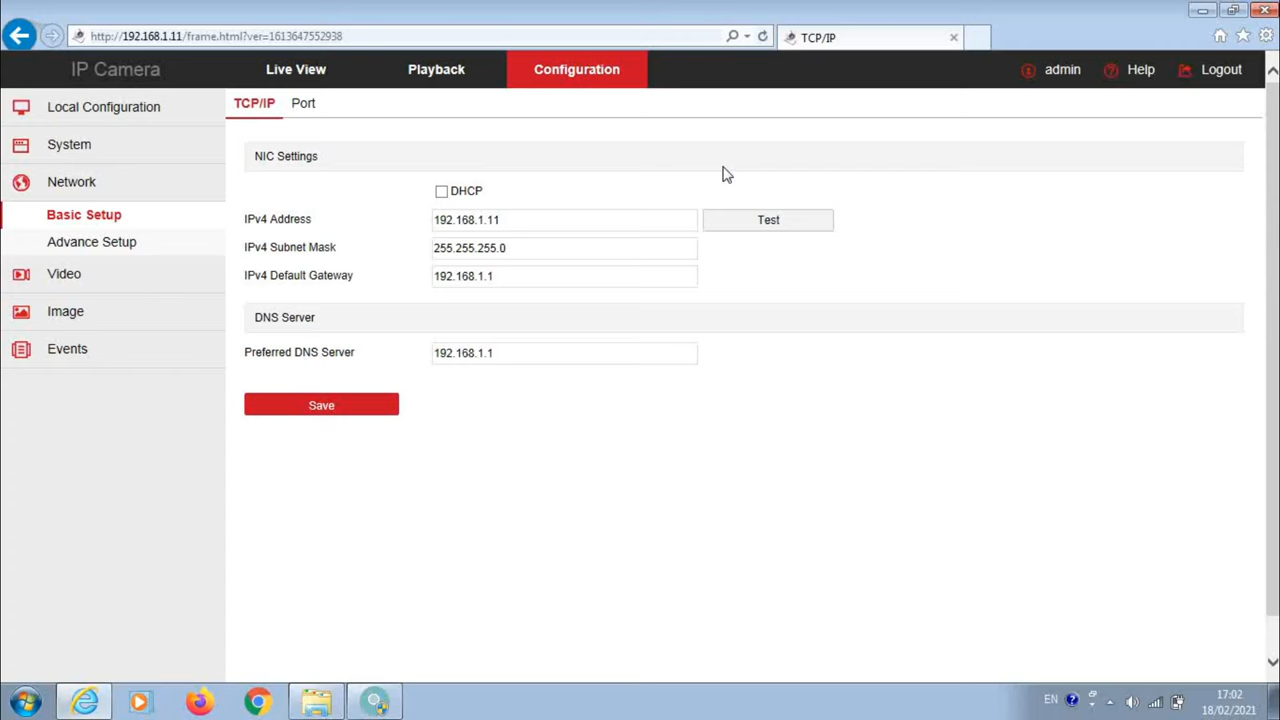 http://192.168.1.11/frame.html?ver=1613647552938
TCP/IP
IP Camera
Live View
Playback
Configuration
admin
Help
Logout
Local Configuration
System
Network
Basic Setup
Advance Setup
Video
Image
Events
TCP/IP Port
NIC Settings
DHCP
IPv4 Address 192.168.1.11 Test
IPv4 Subnet Mask 255.255.255.0
IPv4 Default Gateway 192.168.1.1
DNS Server
Preferred DNS Server 192.168.1.1
Save
EN
17:02
18/02/2021